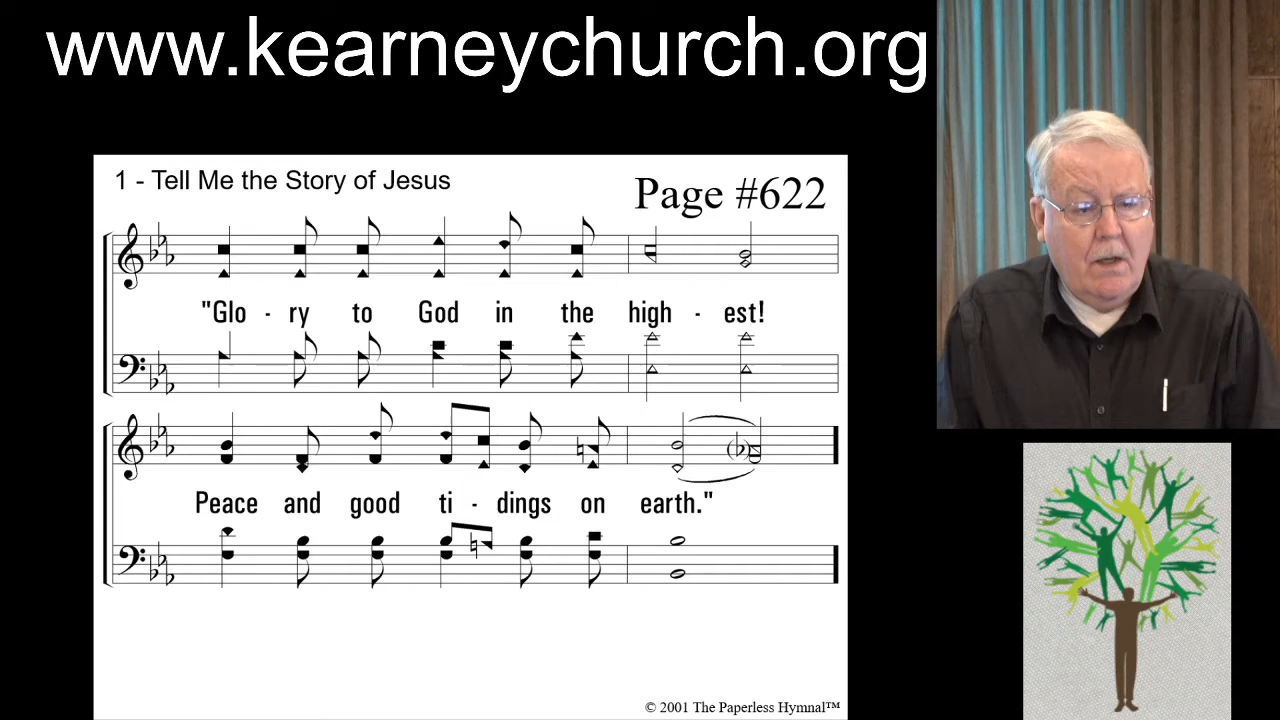 www.kearneychurch.org
1 - Tell Me the Story of Jesus
Page #622
"Glo - ry to God in the high - est!
Peace and good ti - dings on earth."
© 2001 The Paperless Hymnal™